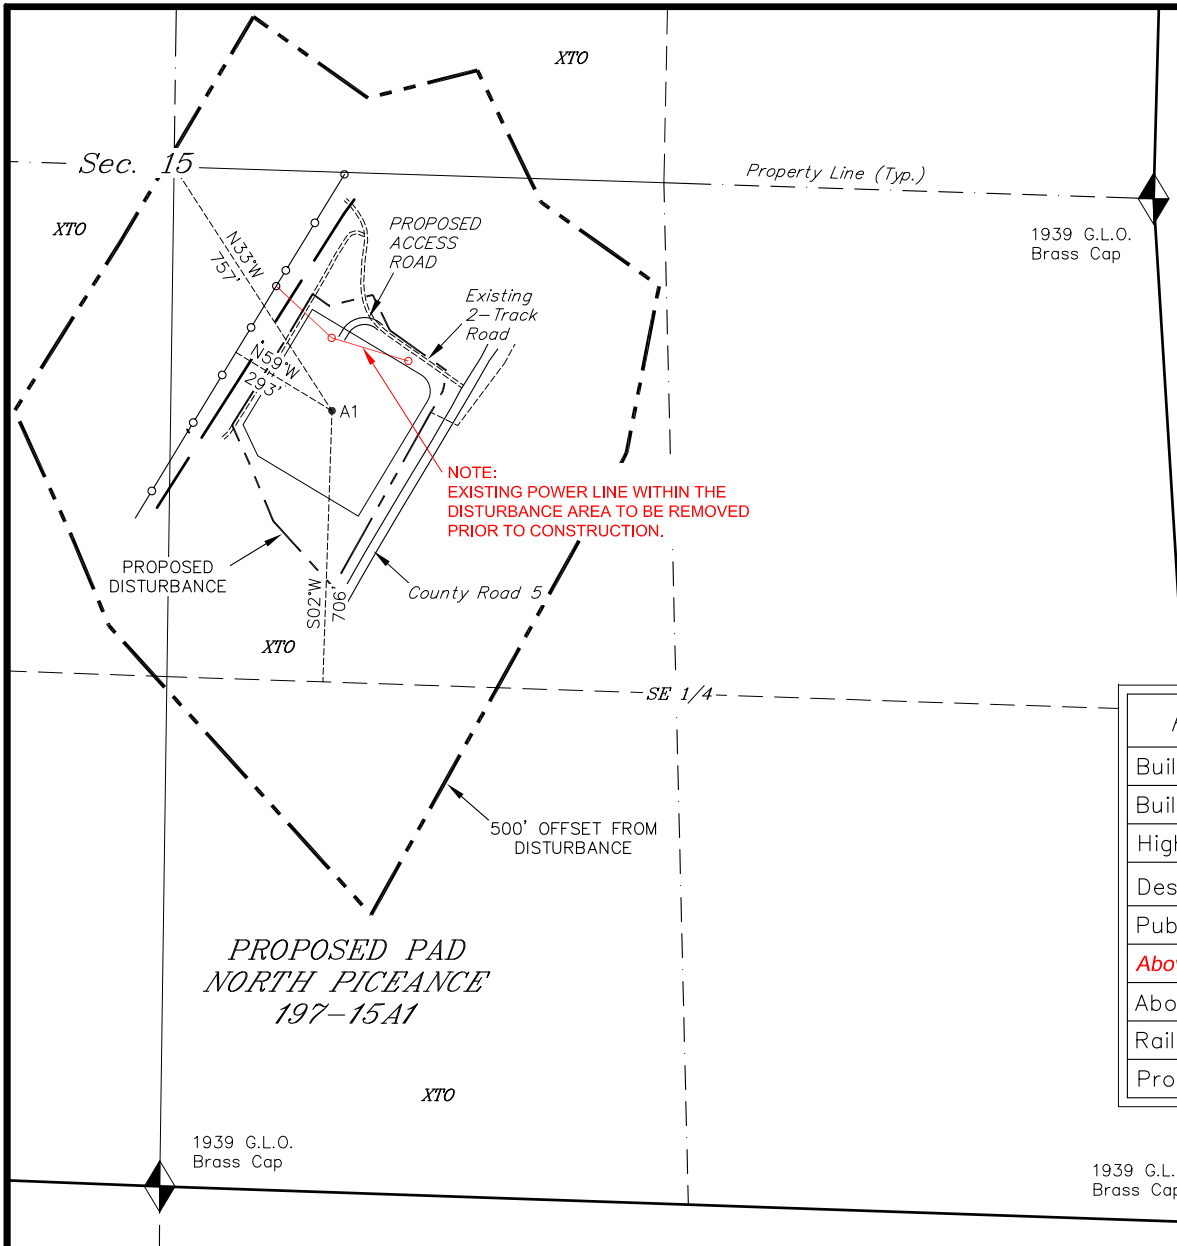 XTO
Sec. 15
Property Line (Typ.)
XTO
PROPOSED
ACCESS
ROAD
1939 G.L.O.
Brass Cap
N33°W
757'
Existing
2-Track
Road
N59°W
293'
A1
NOTE:
EXISTING POWER LINE WITHIN THE
DISTURBANCE AREA TO BE REMOVED
PRIOR TO CONSTRUCTION.
PROPOSED
DISTURBANCE
County Road 5
S02°W
706'
XTO
SE 1/4
Buil
Buil
High
Des
Pub
Abo
Abo
Rail
Pro
500' OFFSET FROM
DISTURBANCE
PROPOSED PAD
NORTH PICEANCE
197-15A1
XTO
1939 G.L.O.
Brass Cap
1939 G.L.
Brass Cap